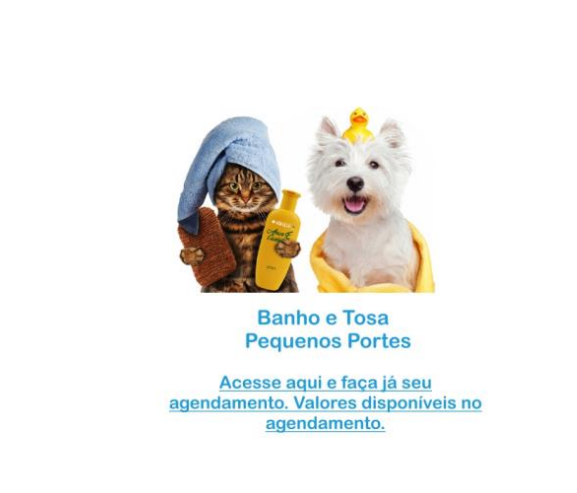 Banho e Tosa
Pequenos Portes
Acesse aqui e faça já seu
agendamento. Valores disponíveis no
agendamento.